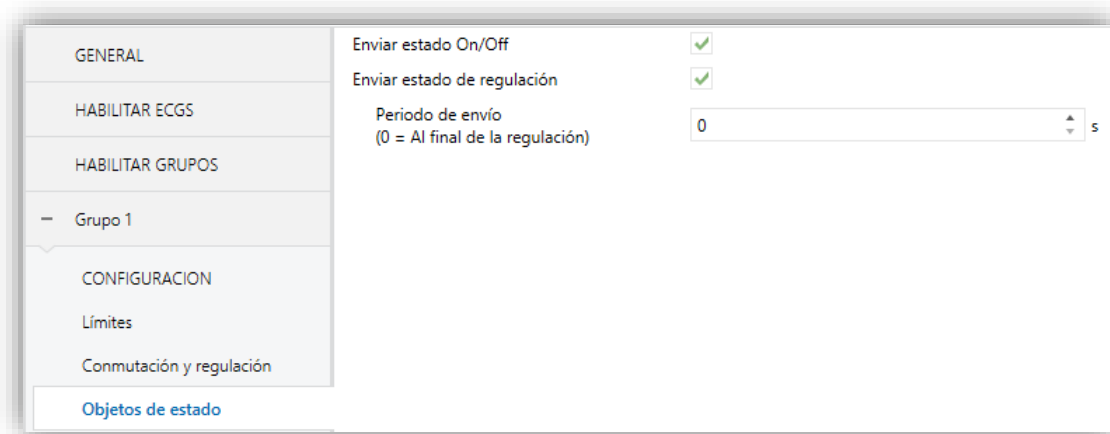 GENERAL
HABILITAR ECGS
HABILITAR GRUPOS
− Grupo 1
CONFIGURACION
Límites
Conmutación y regulación
Objetos de estado
Enviar estado On/Off
Enviar estado de regulación
Periodo de envío
(0 = Al final de la regulación)
0 s